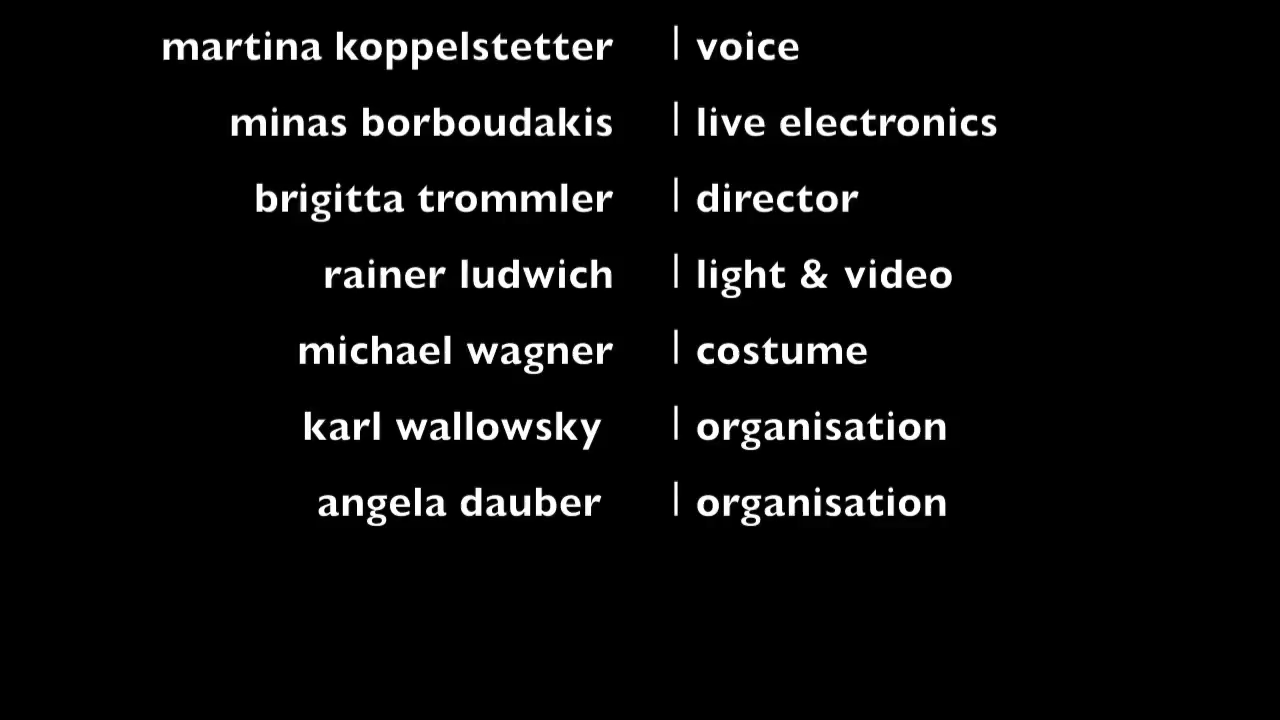 martina koppelstetter | voice
minas borboudakis | live electronics
brigitta trommler | director
rainer ludwich | light & video
michael wagner | costume
karl wallowsky | organisation
angela dauber | organisation